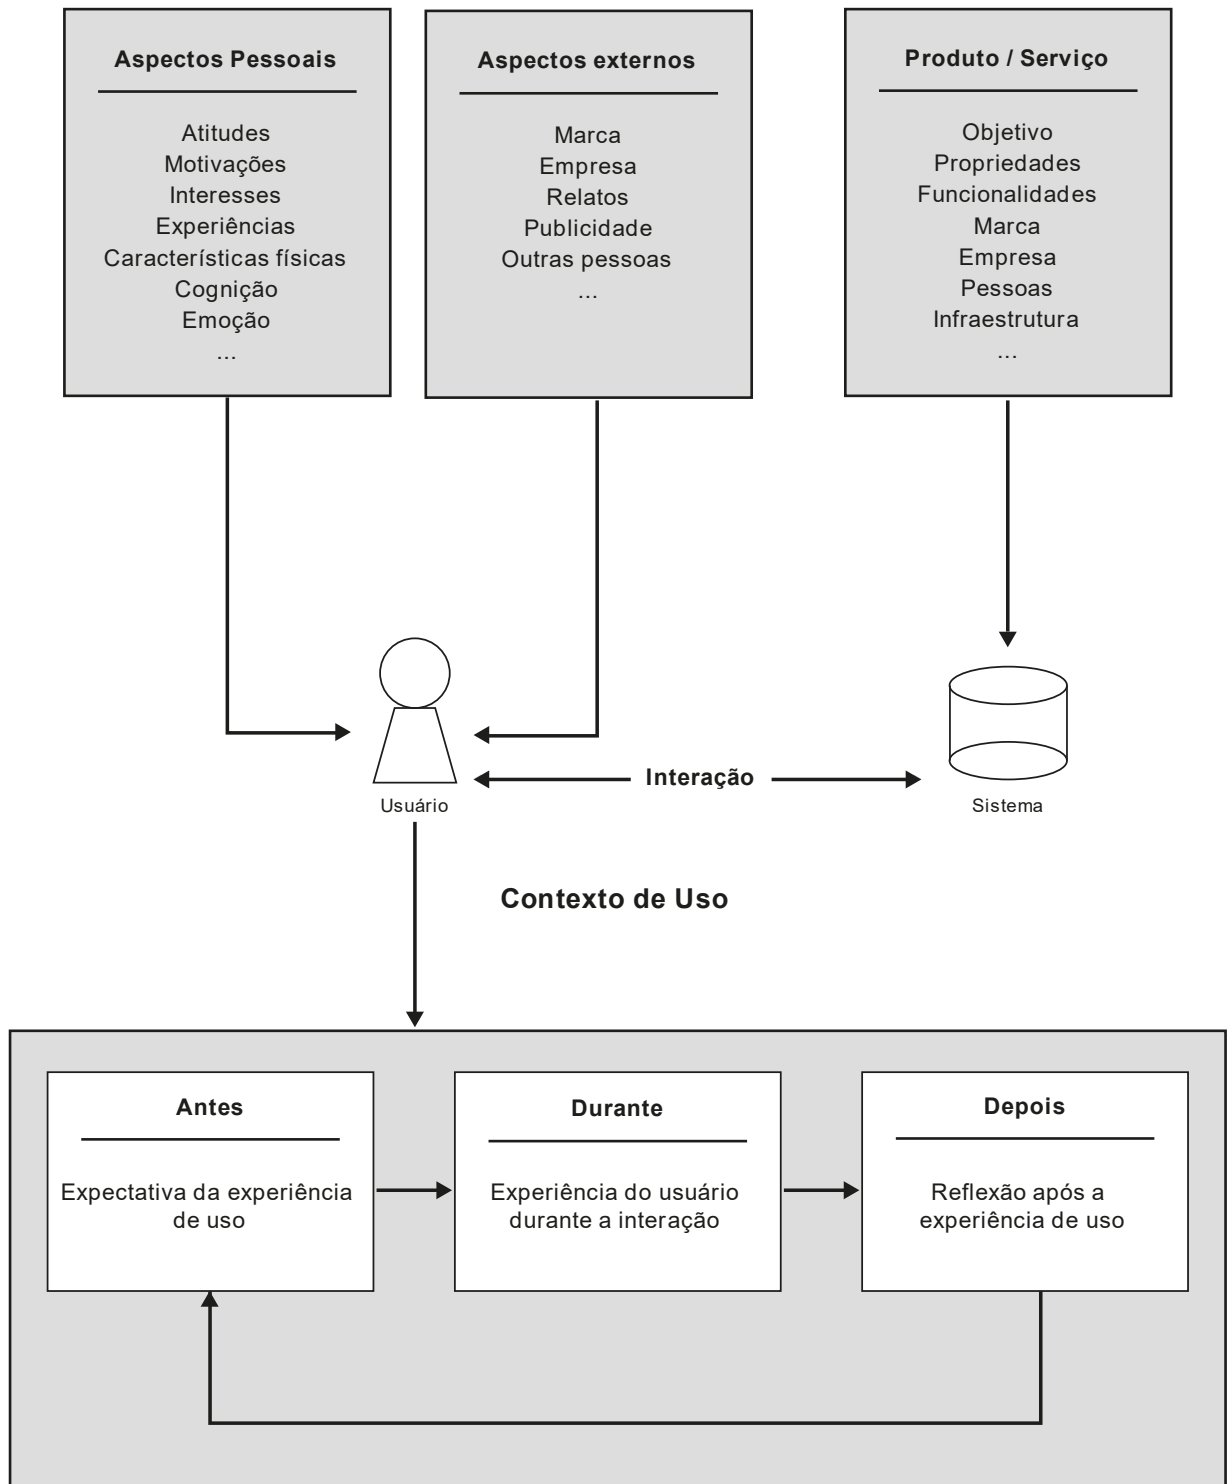 Aspectos Pessoais
Atitudes
Motivações
Interesses
Experiências
Características físicas
Cognição
Emoção
...
Aspectos externos
Marca
Empresa
Relatos
Publicidade
Outras pessoas
...
Produto / Serviço
Objetivo
Propriedades
Funcionalidades
Marca
Empresa
Pessoas
Infraestrutura
...
Interação
Usuário
Sistema
Contexto de Uso
Antes
Expectativa da experiência
de uso
Durante
Experiência do usuário
durante a interação
Depois
Reflexão após a
experiência de uso